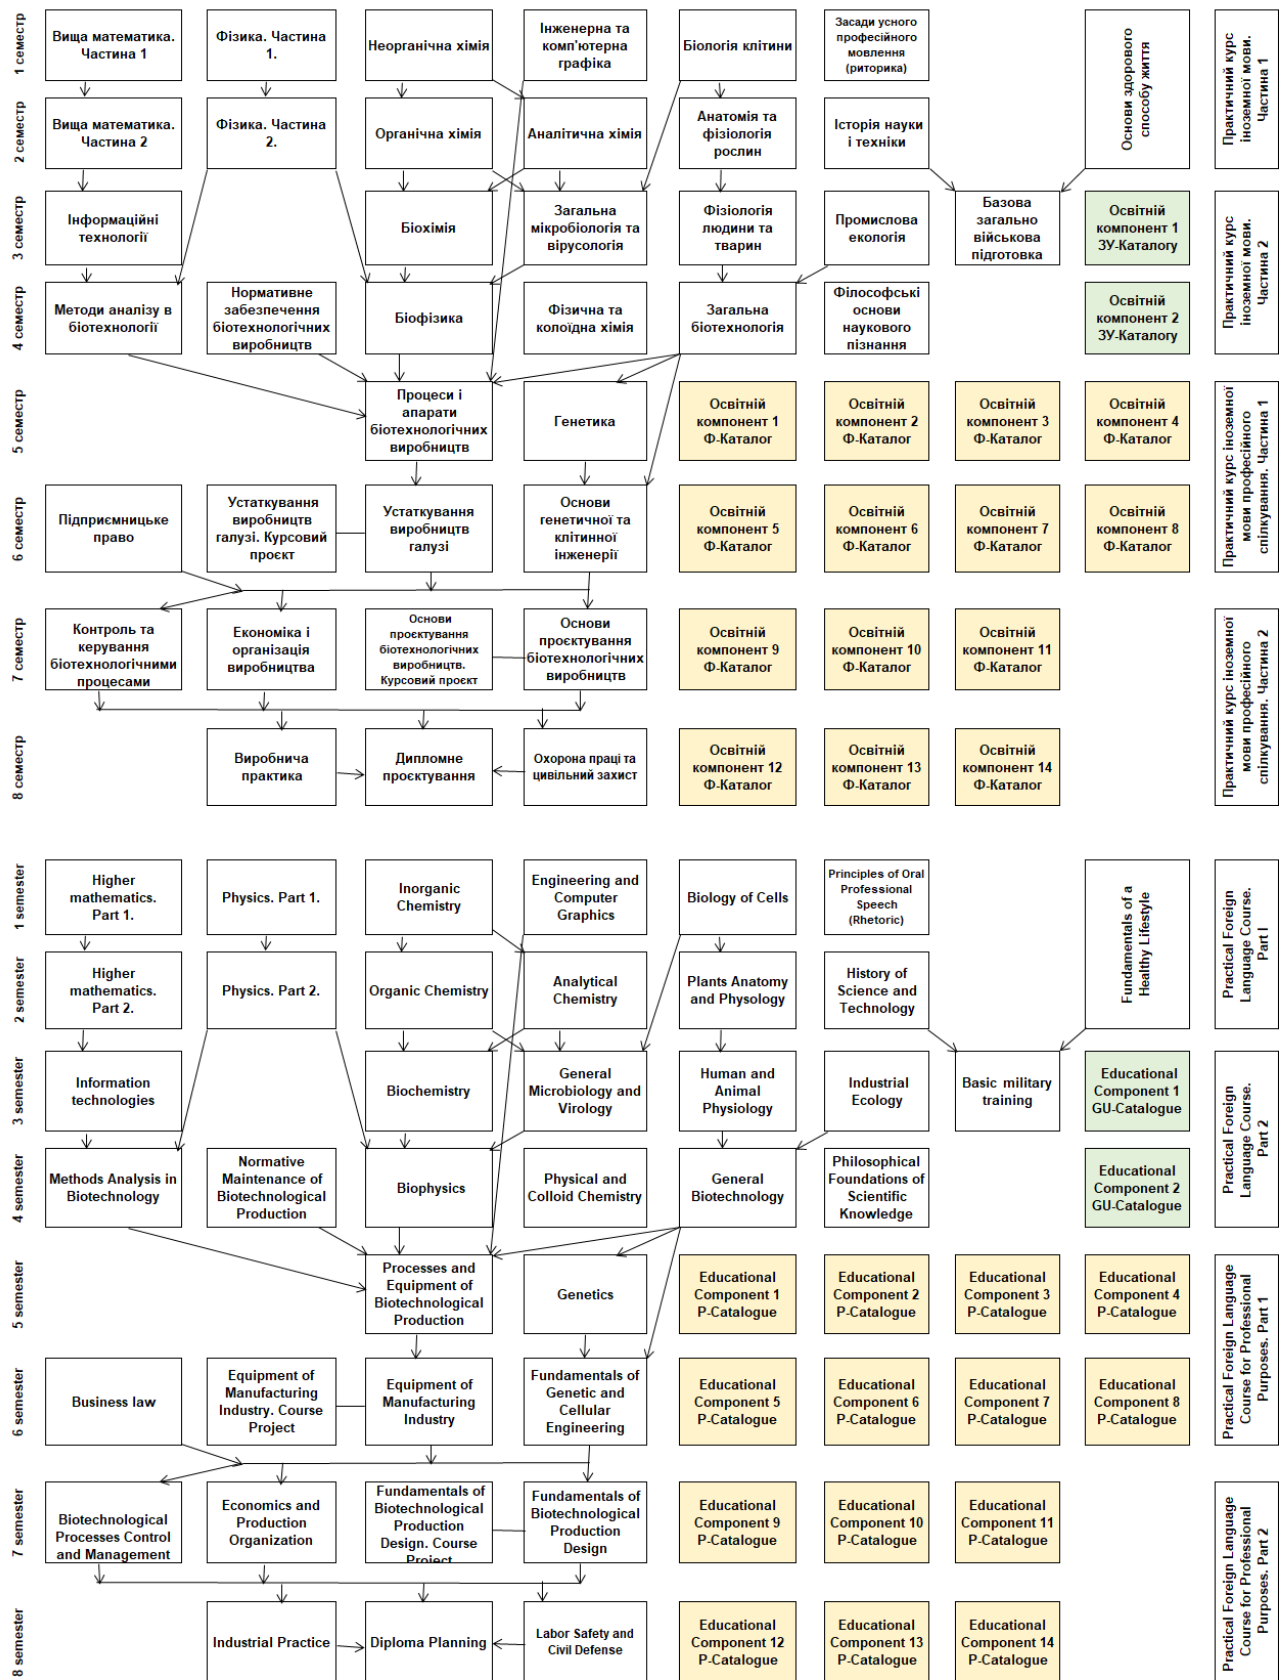 1 семестр
Вища математика.
Частина 1
Фізика. Частина
1.
Неорганічна хімія
Інженерна та
комп'ютерна
графіка
Біологія клітини
Засади усного
професійного
мовлення
(риторика)
Основи здорового
способу життя
Практичний курс
іноземної мови.
Частина 1
2 семестр
Вища математика.
Частина 2
Фізика. Частина
2.
Органічна хімія
Аналітична хімія
Анатомія та
фізіологія
рослин
Історія науки
і техніки
3 семестр
Інформаційні
технології
Біохімія
Загальна
мікробіологія та
вірусологія
Фізіологія
людини та
тварин
Промислова
екологія
Базова
загально
військова
підготовка
Освітній
компонент 1
ЗУ-Каталогу
Практичний курс
іноземної мови.
Частина 2
4 семестр
Методи аналізу в
біотехнології
Нормативне
забезпечення
біотехнологічних
виробництв
Біофізика
Фізична та
колоїдна хімія
Загальна
біотехнологія
Філософські
основи
наукового
пізнання
Освітній
компонент 2
ЗУ-Каталогу
5 семестр
Процеси і
апарати
біотехнологічних
виробництв
Генетика
Освітній
компонент 1
Ф-Каталог
Освітній
компонент 2
Ф-Каталог
Освітній
компонент 3
Ф-Каталог
Освітній
компонент 4
Ф-Каталог
Практичний курс іноземної
мови професійного
спілкування. Частина 1
6 семестр
Підприємницьке
право
Устаткування
виробництв
галузі. Курсовий
проєкт
Устаткування
виробництв
галузі
Основи
генетичної та
клітинної
інженерії
Освітній
компонент 5
Ф-Каталог
Освітній
компонент 6
Ф-Каталог
Освітній
компонент 7
Ф-Каталог
Освітній
компонент 8
Ф-Каталог
7 семестр
Контроль та
керування
біотехнологічними
процесами
Економіка і
організація
виробництва
Основи
проєктування
біотехнологічних
виробництв.
Курсовий проєкт
Основи
проєктування
біотехнологічних
виробництв
Освітній
компонент 9
Ф-Каталог
Освітній
компонент 10
Ф-Каталог
Освітній
компонент 11
Ф-Каталог
Практичний курс іноземної
мови професійного
спілкування. Частина 2
8 семестр
Виробнича
практика
Дипломне
проєктування
Охорона праці та
цивільний захист
Освітній
компонент 12
Ф-Каталог
Освітній
компонент 13
Ф-Каталог
Освітній
компонент 14
Ф-Каталог
1 semester
Higher
mathematics.
Part 1.
Physics. Part 1.
Inorganic
Chemistry
Engineering and
Computer
Graphics
Biology of Cells
Principles of Oral
Professional
Speech
(Rhetoric)
Fundamentals of a
Healthy Lifestyle
Practical Foreign
Language Course.
Part I
2 semester
Higher
mathematics.
Part 2.
Physics. Part 2.
Organic Chemistry
Analytical
Chemistry
Plants Anatomy
and Physology
History of
Science and
Technology
3 semester
Information
technologies
Biochemistry
General
Microbiology and
Virology
Human and
Animal
Physiology
Industrial
Ecology
Basic military
training
Educational
Component 1
GU-Catalogue
Practical Foreign
Language Course.
Part 2
4 semester
Methods Analysis in
Biotechnology
Normative
Maintenance of
Biotechnological
Production
Biophysics
Physical and
Colloid Chemistry
General
Biotechnology
Philosophical
Foundations of
Scientific
Knowledge
Educational
Component 2
GU-Catalogue
5 semester
Processes and
Equipment of
Biotechnological
Production
Genetics
Educational
Component 1
P-Catalogue
Educational
Component 2
P-Catalogue
Educational
Component 3
P-Catalogue
Educational
Component 4
P-Catalogue
Practical Foreign Language
Course for Professional
Purposes. Part 1
6 semester
Business law
Equipment of
Manufacturing
Industry. Course
Project
Equipment of
Manufacturing
Industry
Fundamentals of
Genetic and
Cellular
Engineering
Educational
Component 5
P-Catalogue
Educational
Component 6
P-Catalogue
Educational
Component 7
P-Catalogue
Educational
Component 8
P-Catalogue
7 semester
Biotechnological
Processes Control
and Management
Economics and
Production
Organization
Fundamentals of
Biotechnological
Production
Design. Course
Project
Fundamentals of
Biotechnological
Production
Design
Educational
Component 9
P-Catalogue
Educational
Component 10
P-Catalogue
Educational
Component 11
P-Catalogue
Practical Foreign Language
Course for Professional
Purposes. Part 2
8 semester
Industrial Practice
Diploma Planning
Labor Safety and
Civil Defense
Educational
Component 12
P-Catalogue
Educational
Component 13
P-Catalogue
Educational
Component 14
P-Catalogue